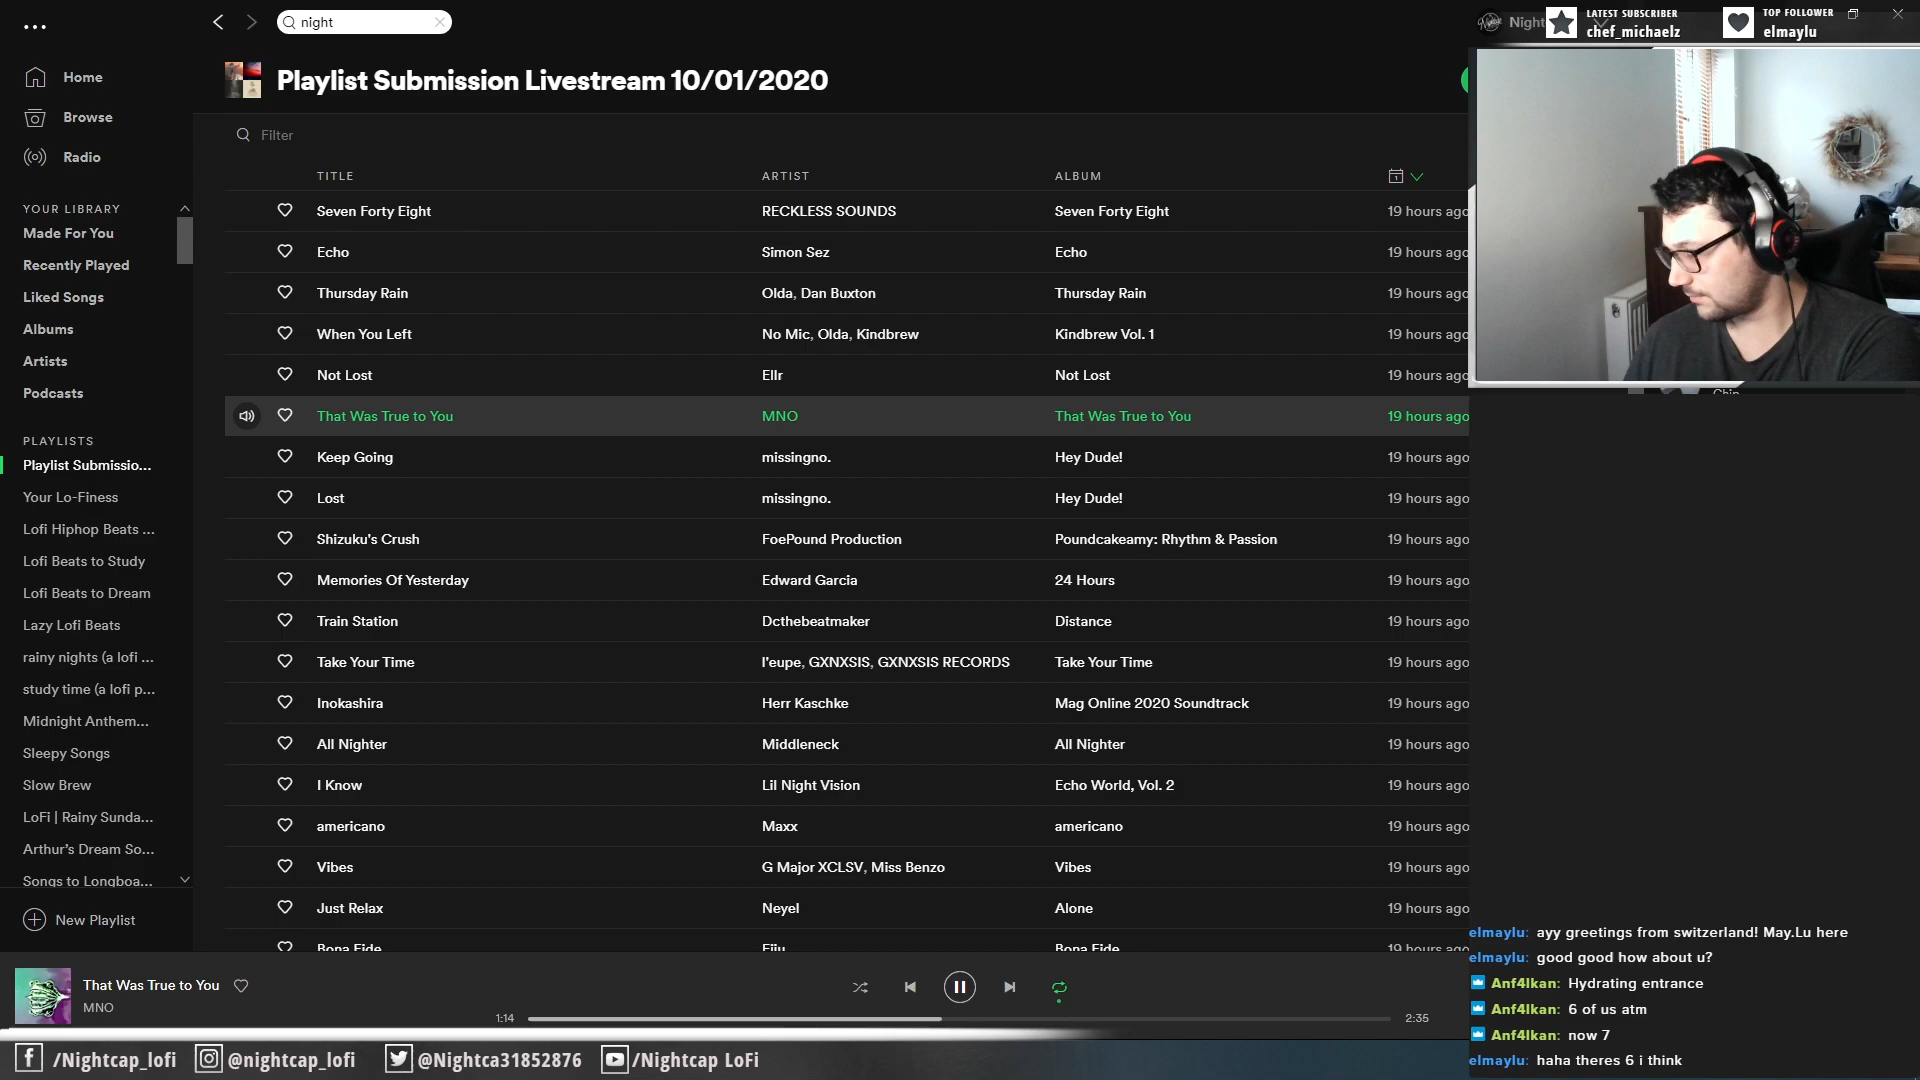 night
Night
LATEST SUBSCRIBER
chef_michaelz
TOP FOLLOWER
elmaylu
Home
Browse
Radio
YOUR LIBRARY
Made For You
Recently Played
Liked Songs
Albums
Artists
Podcasts
PLAYLISTS
Playlist Submissio...
Your Lo-Finess
Lofi Hiphop Beats ...
Lofi Beats to Study
Lofi Beats to Dream
Lazy Lofi Beats
rainy nights (a lofi ...
study time (a lofi p...
Midnight Anthem...
Sleepy Songs
Slow Brew
LoFi | Rainy Sunda...
Arthur's Dream So...
Songs to Longboa...
New Playlist
Playlist Submission Livestream 10/01/2020
Filter
TITLE ARTIST ALBUM
Seven Forty Eight RECKLESS SOUNDS Seven Forty Eight 19 hours ago
Echo Simon Sez Echo 19 hours ago
Thursday Rain Olda, Dan Buxton Thursday Rain 19 hours ago
When You Left No Mic, Olda, Kindbrew Kindbrew Vol. 1 19 hours ago
Not Lost Ellr Not Lost 19 hours ago
That Was True to You MNO That Was True to You 19 hours ago
Keep Going missingno. Hey Dude! 19 hours ago
Lost missingno. Hey Dude! 19 hours ago
Shizuku's Crush FoePound Production Poundcakeamy: Rhythm & Passion 19 hours ago
Memories Of Yesterday Edward Garcia 24 Hours 19 hours ago
Train Station Dcthebeatmaker Distance 19 hours ago
Take Your Time l'eupe, GXNXSIS, GXNXSIS RECORDS Take Your Time 19 hours ago
Inokashira Herr Kaschke Mag Online 2020 Soundtrack 19 hours ago
All Nighter Middleneck All Nighter 19 hours ago
I Know Lil Night Vision Echo World, Vol. 2 19 hours ago
americano Maxx americano 19 hours ago
Vibes G Major XCLSV, Miss Benzo Vibes 19 hours ago
Just Relax Neyel Alone 19 hours ago
Bona Fide Bona Fide 19 hours ago
elmaylu: ayy greetings from switzerland! May.Lu here
elmaylu: good good how about u?
Anf4lkan: Hydrating entrance
Anf4lkan: 6 of us atm
Anf4lkan: now 7
elmaylu: haha theres 6 i think
That Was True to You
MNO
1:14 2:35
/Nightcap_lofi @nightcap_lofi @Nightca31852876 /Nightcap LoFi